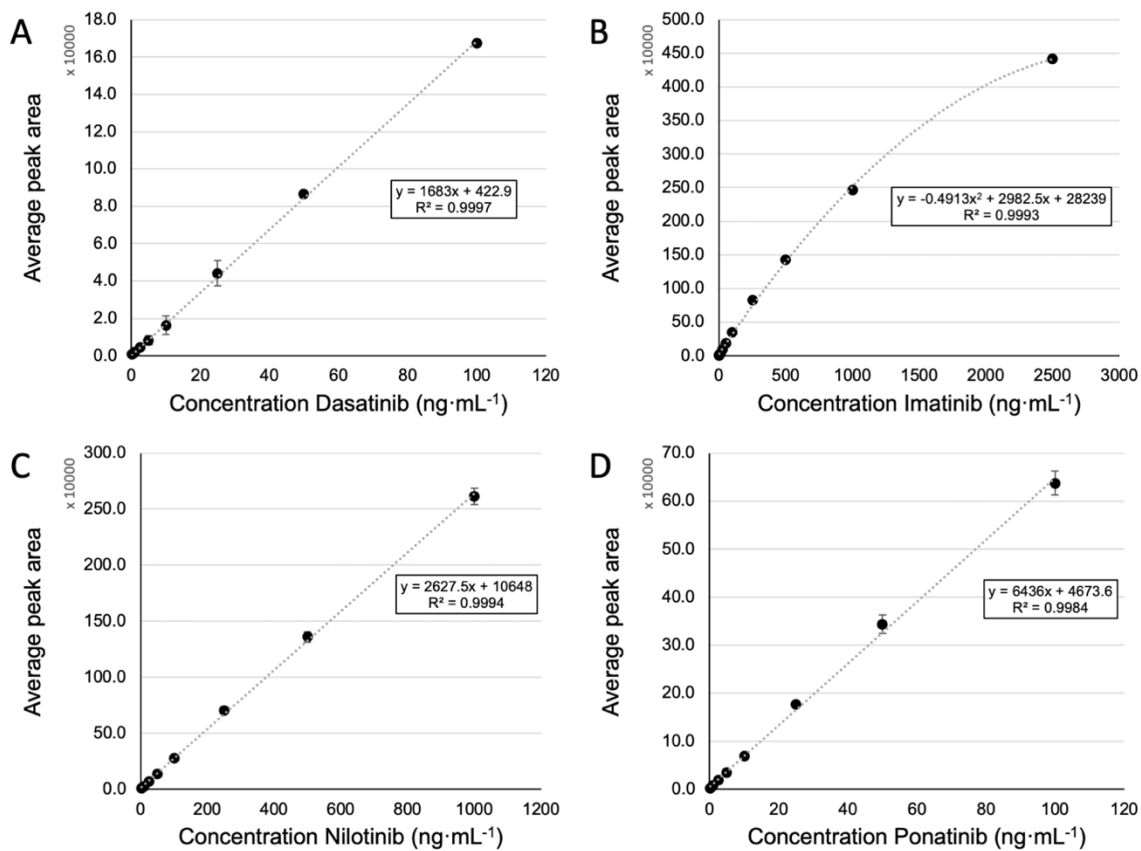 A
x 10000
Average peak area
18.0
16.0
14.0
12.0
10.0
8.0
6.0
4.0
2.0
0.0
y = 1683x + 422.9
R² = 0.9997
0 20 40 60 80 100 120
Concentration Dasatinib (ng·mL⁻¹)
B
x 10000
Average peak area
500.0
450.0
400.0
350.0
300.0
250.0
200.0
150.0
100.0
50.0
0.0
y = -0.4913x² + 2982.5x + 28239
R² = 0.9993
0 500 1000 1500 2000 2500 3000
Concentration Imatinib (ng·mL⁻¹)
C
x 10000
Average peak area
300.0
250.0
200.0
150.0
100.0
50.0
0.0
y = 2627.5x + 10648
R² = 0.9994
0 200 400 600 800 1000 1200
Concentration Nilotinib (ng·mL⁻¹)
D
x 10000
Average peak area
70.0
60.0
50.0
40.0
30.0
20.0
10.0
0.0
y = 6436x + 4673.6
R² = 0.9984
0 20 40 60 80 100 120
Concentration Ponatinib (ng·mL⁻¹)